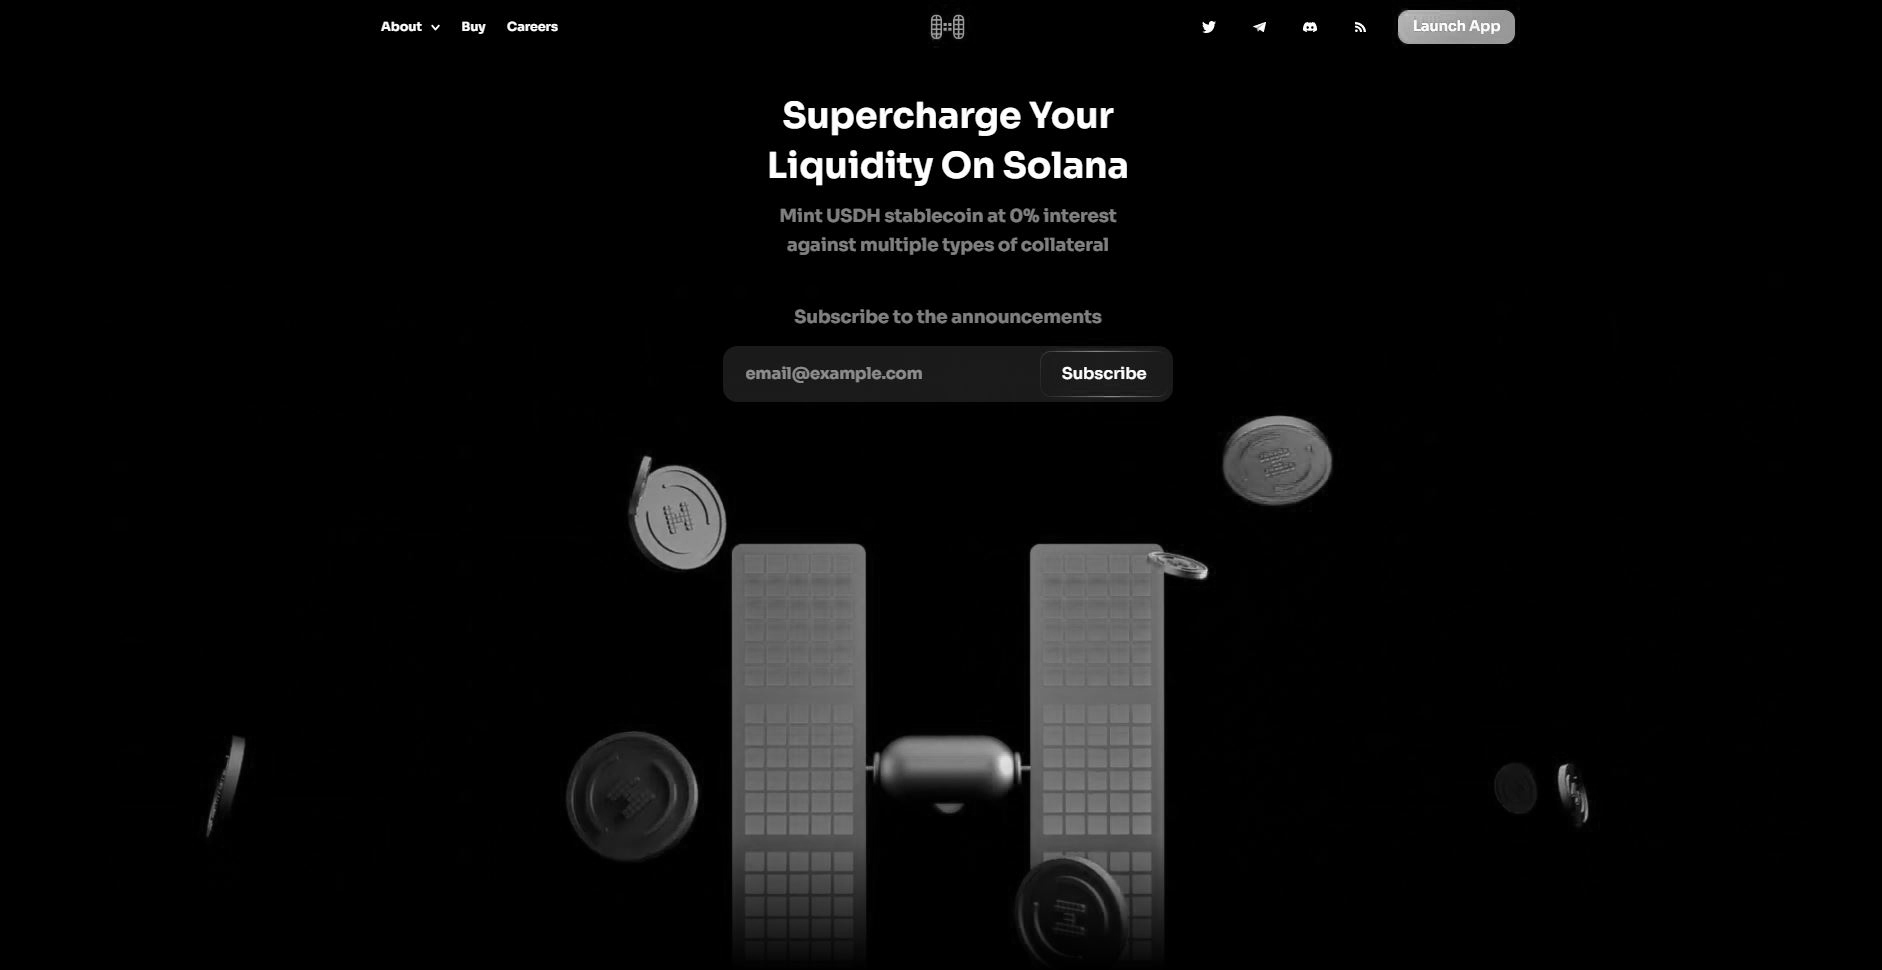 About
Buy
Careers
Launch App
Supercharge Your
Liquidity On Solana
Mint USDH stablecoin at 0% interest
against multiple types of collateral
Subscribe to the announcements
email@example.com
Subscribe